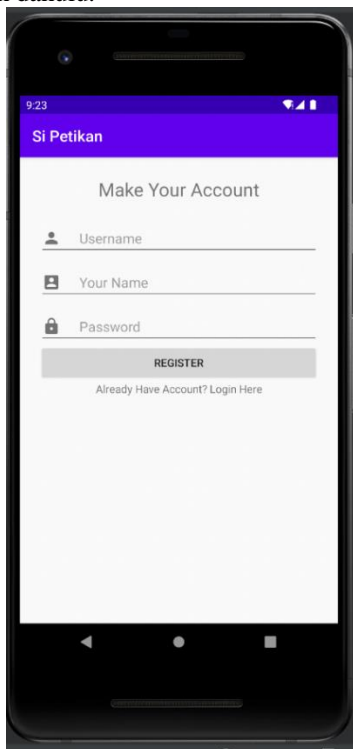 9:23
Si Petikan
Make Your Account
Username
Your Name
Password
REGISTER
Already Have Account? Login Here